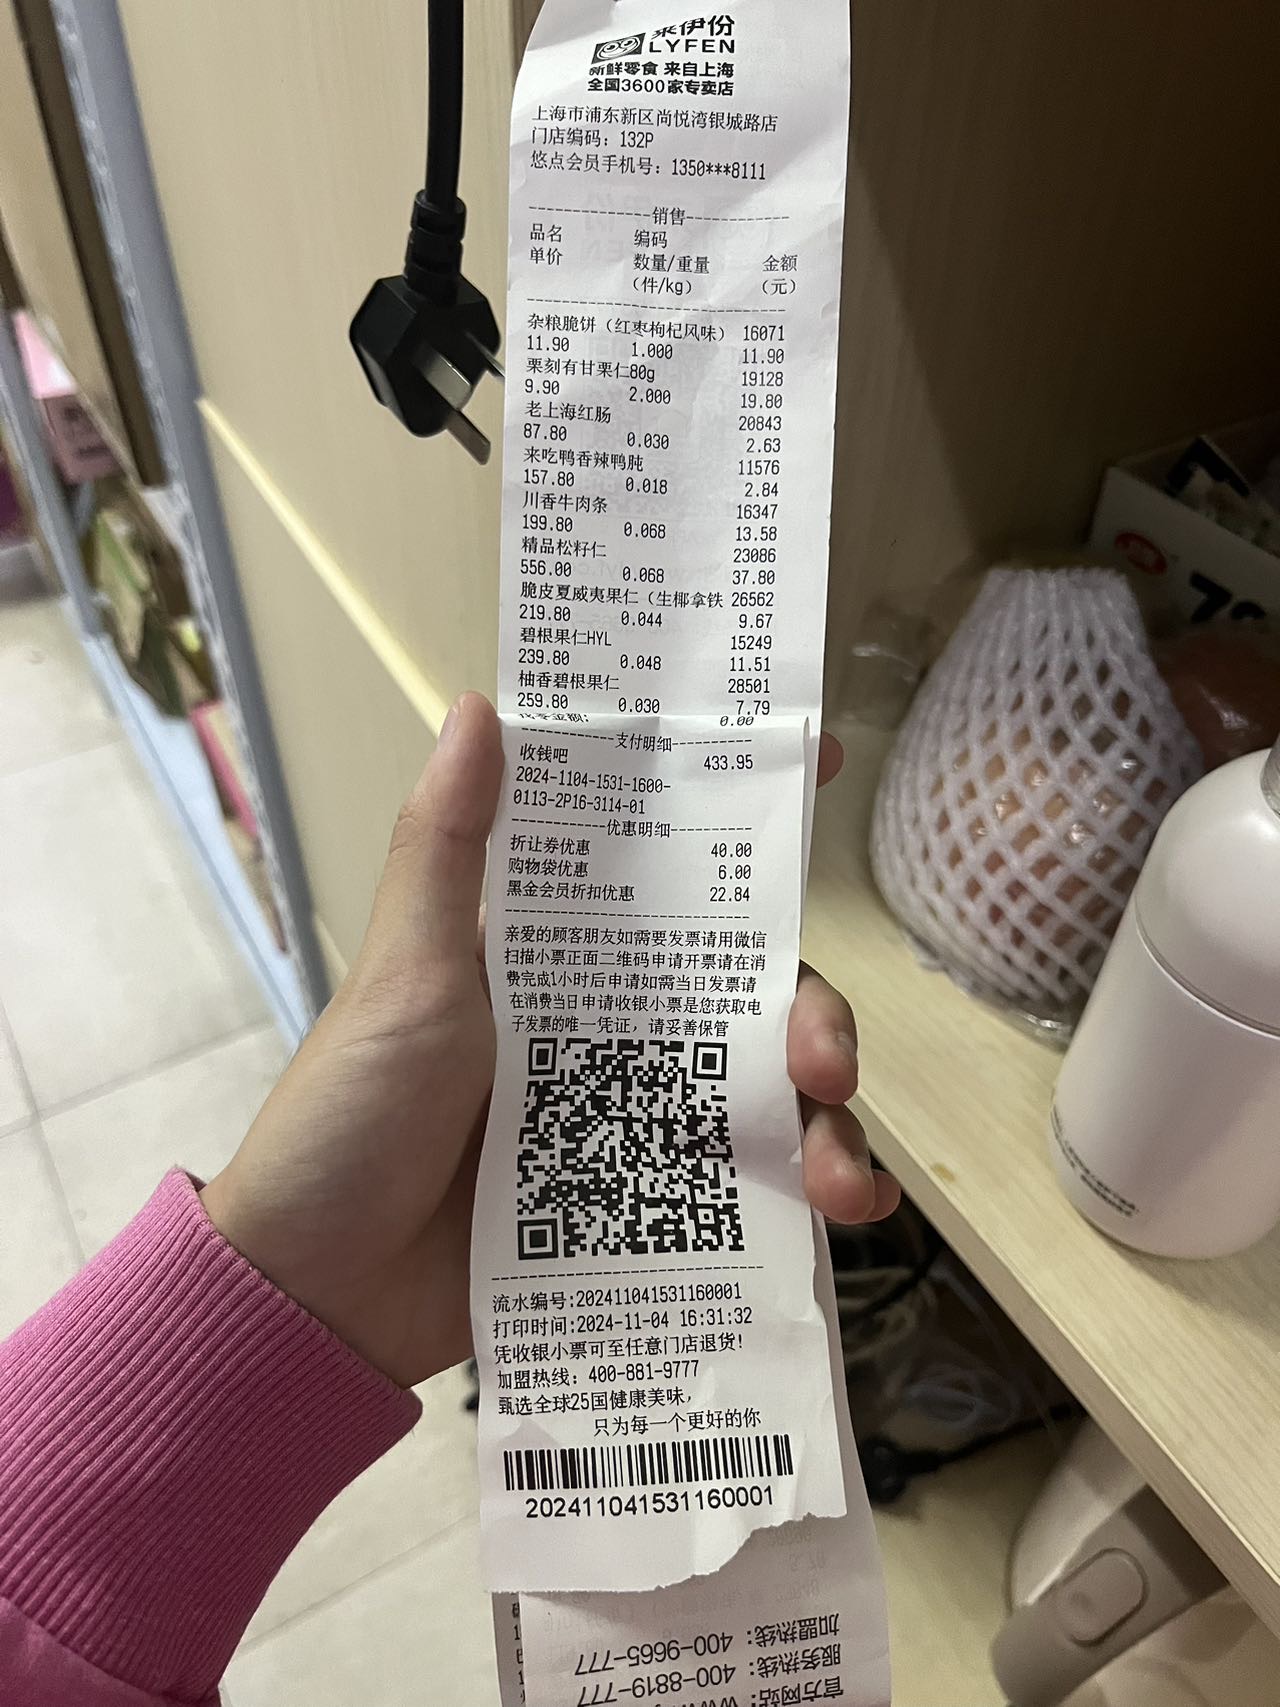 来伊份
LYFEN
新鲜零食 来自上海
全国3600家专卖店
上海市浦东新区尚悦湾银城路店
门店编码：132P
悠点会员手机号：1350***8111
--------------销售------------
品名 编码
单价 数量/重量 金额
（件/kg） （元）
杂粮脆饼（红枣枸杞风味） 16071
11.90 1.000 11.90
栗刻有甘栗仁80g 19128
9.90 2.000 19.80
老上海红肠 20843
87.80 0.030 2.63
来吃鸭香辣鸭肫 11576
157.80 0.018 2.84
川香牛肉条 16347
199.80 0.068 13.58
精品松籽仁 23086
556.00 0.068 37.80
脆皮夏威夷果仁（生椰拿铁 26562
219.80 0.044 9.67
碧根果仁HYL 15249
239.80 0.048 11.51
柚香碧根果仁 28501
259.80 0.030 7.79
找零金额： 0.00
------------支付明细----------
收钱吧 433.95
2024-1104-1531-1600-
0113-2P16-3114-01
------------优惠明细----------
折让券优惠 40.00
购物袋优惠 6.00
黑金会员折扣优惠 22.84
亲爱的顾客朋友如需要发票请用微信
扫描小票正面二维码申请开票请在消
费完成1小时后申请如需当日发票请
在消费当日申请收银小票是您获取电
子发票的唯一凭证，请妥善保管
流水编号:202411041531160001
打印时间:2024-11-04 16:31:32
凭收银小票可至任意门店退货!
加盟热线：400-881-9777
甄选全球25国健康美味，
只为每一个更好的你
202411041531160001
加盟热线：400-9665-777
服务热线：400-8819-777
官方网站：